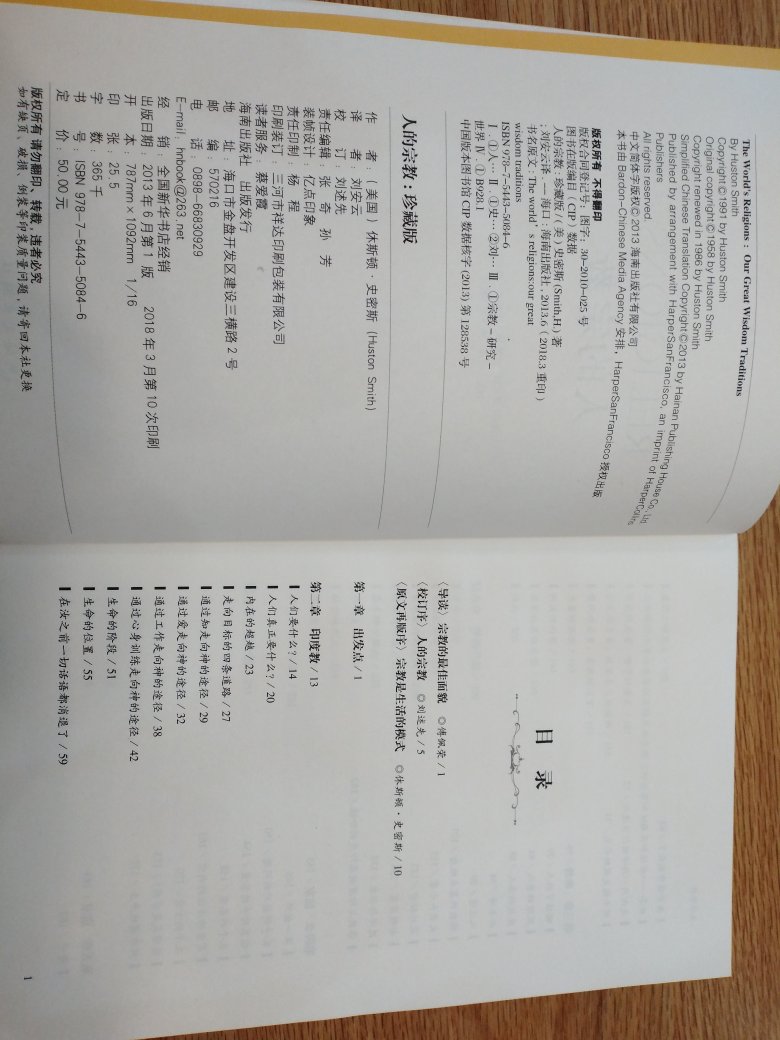 The World's Religions： Our Great Wisdom Traditions
By Huston Smith
Copyright © 1991 by Huston Smith
Original copyright © 1958 by Huston Smith
Copyright renewed in 1986 by Huston Smith
Simplified Chinese Translation Copyright © 2013 by Hainan Publishing House Co., Ltd
Published by arrangement with HarperSanFrancisco, an imprint of HarperCollins
Publishers
All rights reserved
中文简体字版权 © 2013 海南出版社有限公司
本书由 Bardon-Chinese Media Agency 安排，HarperSanFrancisco 授权出版
版权所有 不得翻印
版权合同登记号：图字：30-2010-025 号
图书在版编目（CIP）数据
人的宗教：珍藏版 /（美）史密斯 (Smith,H.) 著
；刘安云译 . — 海口：海南出版社，2013.6（2018.3 重印）
书名原文：The world's religions:our great
wisdom traditions
ISBN 978-7-5443-5084-6
Ⅰ . ①人… Ⅱ . ①史… ②刘… Ⅲ . ①宗教 – 研究 –
世界 Ⅳ . ① B928.1
中国版本图书馆 CIP 数据核字 (2013) 第 128538 号
人的宗教：珍藏版
作 者：（美国）休斯顿 · 史密斯 (Huston Smith)
译 者：刘安云
校 订：刘述先
责任编辑：张 奇 孙 芳
装帧设计：亿点印象
责任印制：杨 程
印刷装订：三河市祥达印刷包装有限公司
读者服务：蔡爱霞
海南出版社 出版发行
地 址：海口市金盘开发区建设三横路 2 号
邮 编：570216
电 话：0898-66830929
E-mail：hnbook@263.net
经 销：全国新华书店经销
出版日期：2013 年 6 月第 1 版 2018 年 3 月第 10 次印刷
开 本：787mm×1092mm 1/16
印 张：25.5
字 数：365 千
书 号：ISBN 978-7-5443-5084-6
定 价：50.00 元
版权所有 请勿翻印、转载，违者必究
如有缺页、破损、倒装等印装质量问题，请寄回本社更换
目 录
〈导读〉宗教的最佳面貌 ◎傅佩荣 / 1
〈校订序〉人的宗教 ◎刘述先 / 5
〈原文再版序〉宗教是生活的模式 ◎休斯顿 · 史密斯 / 10
第一章 出发点 / 1
第二章 印度教 / 13
人们要什么? / 14
人们真正要什么? / 20
内在的超越 / 23
走向目标的四条道路 / 27
通过知走向神的途径 / 29
通过爱走向神的途径 / 32
通过工作走向神的途径 / 38
通过心身训练走向神的途径 / 42
生命的阶段 / 51
生命的位置 / 55
在汝之前一切话语都消退了 / 59
1